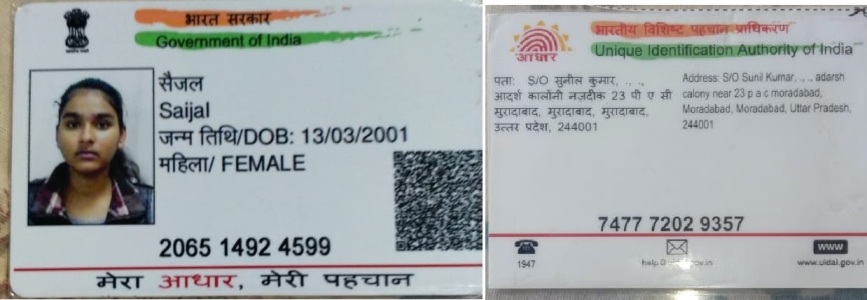 भारत सरकार
Government of India
सैजल
Saijal
जन्म तिथि/DOB: 13/03/2001
महिला/ FEMALE
2065 1492 4599
मेरा आधार, मेरी पहचान
आधार
भारतीय विशिष्ट पहचान प्राधिकरण
Unique Identification Authority of India
पता: S/O सुनील कुमार, ., .,
आदर्श कालोंनी नज़दीक 23 पी ए सी
मुरादाबाद, मुरादाबाद, मुरादाबाद,
उत्तर प्रदेश, 244001
Address: S/O Sunil Kumar, ., ., adarsh
calony near 23 p a c moradabad,
Moradabad, Moradabad, Uttar Pradesh,
244001
7477 7202 9357
1947
www
www.uidai.gov.in